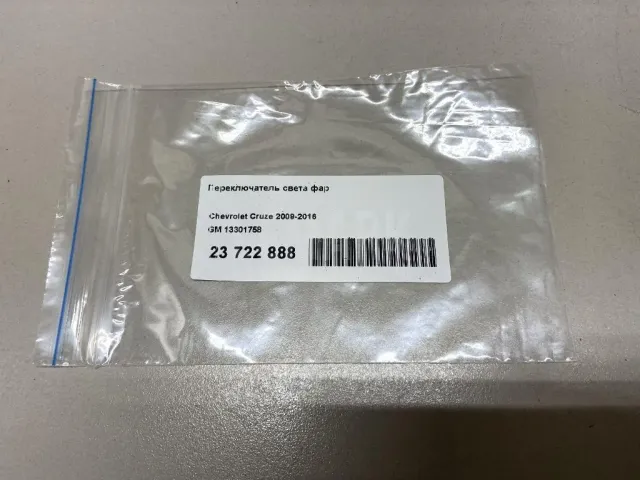 Переключатель света фар
Chevrolet Cruze 2009-2016
GM 13301758
23 722 888